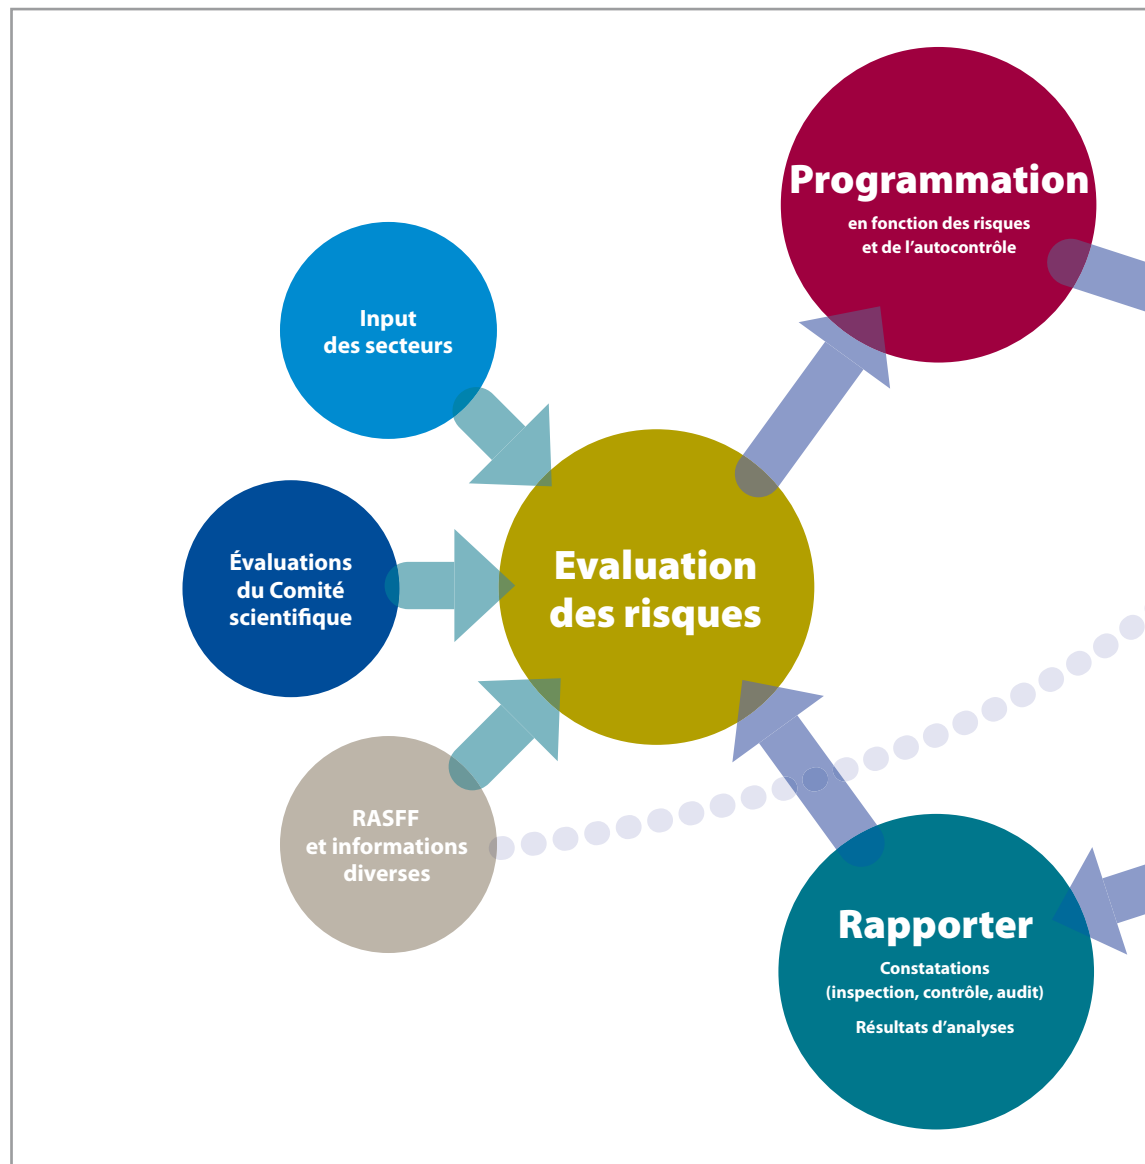 Programmation
en fonction des risques
et de l'autocontrôle
Input
des secteurs
Évaluations
du Comité
scientifique
Evaluation
des risques
RASFF
et informations
diverses
Rapporter
Constatations
(inspection, contrôle, audit)
Résultats d'analyses